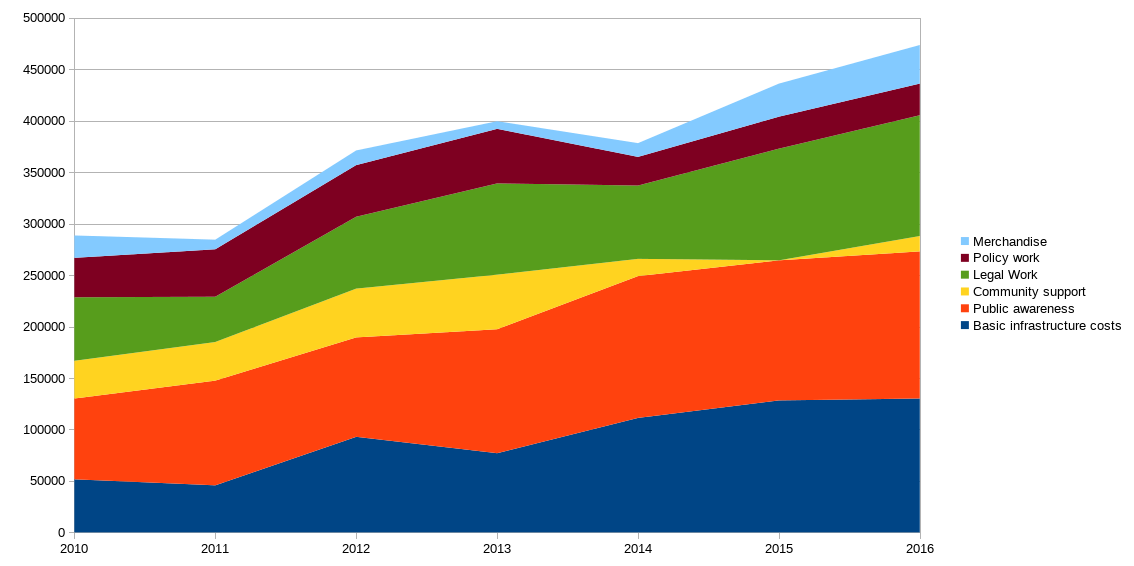 500000
450000
400000
350000
300000
250000
200000
150000
100000
50000
0
2010 2011 2012 2013 2014 2015 2016
Merchandise
Policy work
Legal Work
Community support
Public awareness
Basic infrastructure costs